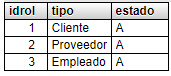 idrol tipo estado
1 Cliente A
2 Proveedor A
3 Empleado A